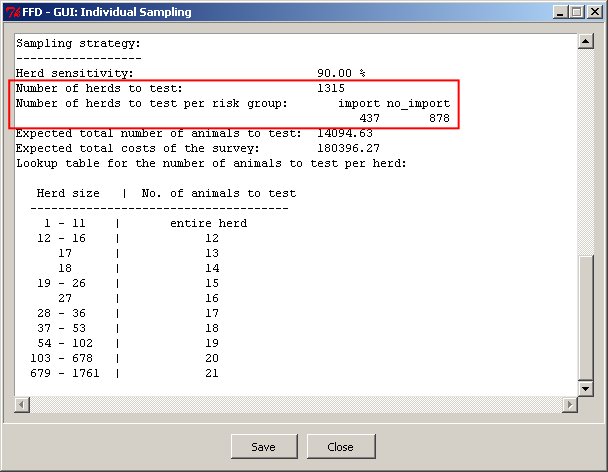 FFD - GUI: Individual Sampling
Sampling strategy:
------------------
Herd sensitivity: 90.00 %
Number of herds to test: 1315
Number of herds to test per risk group: import no_import
437 878
Expected total number of animals to test: 14094.63
Expected total costs of the survey: 180396.27
Lookup table for the number of animals to test per herd:
Herd size | No. of animals to test
-------------------------------------
1 - 11 | entire herd
12 - 16 | 12
17 | 13
18 | 14
19 - 26 | 15
27 | 16
28 - 36 | 17
37 - 53 | 18
54 - 102 | 19
103 - 678 | 20
679 - 1761 | 21
Save Close